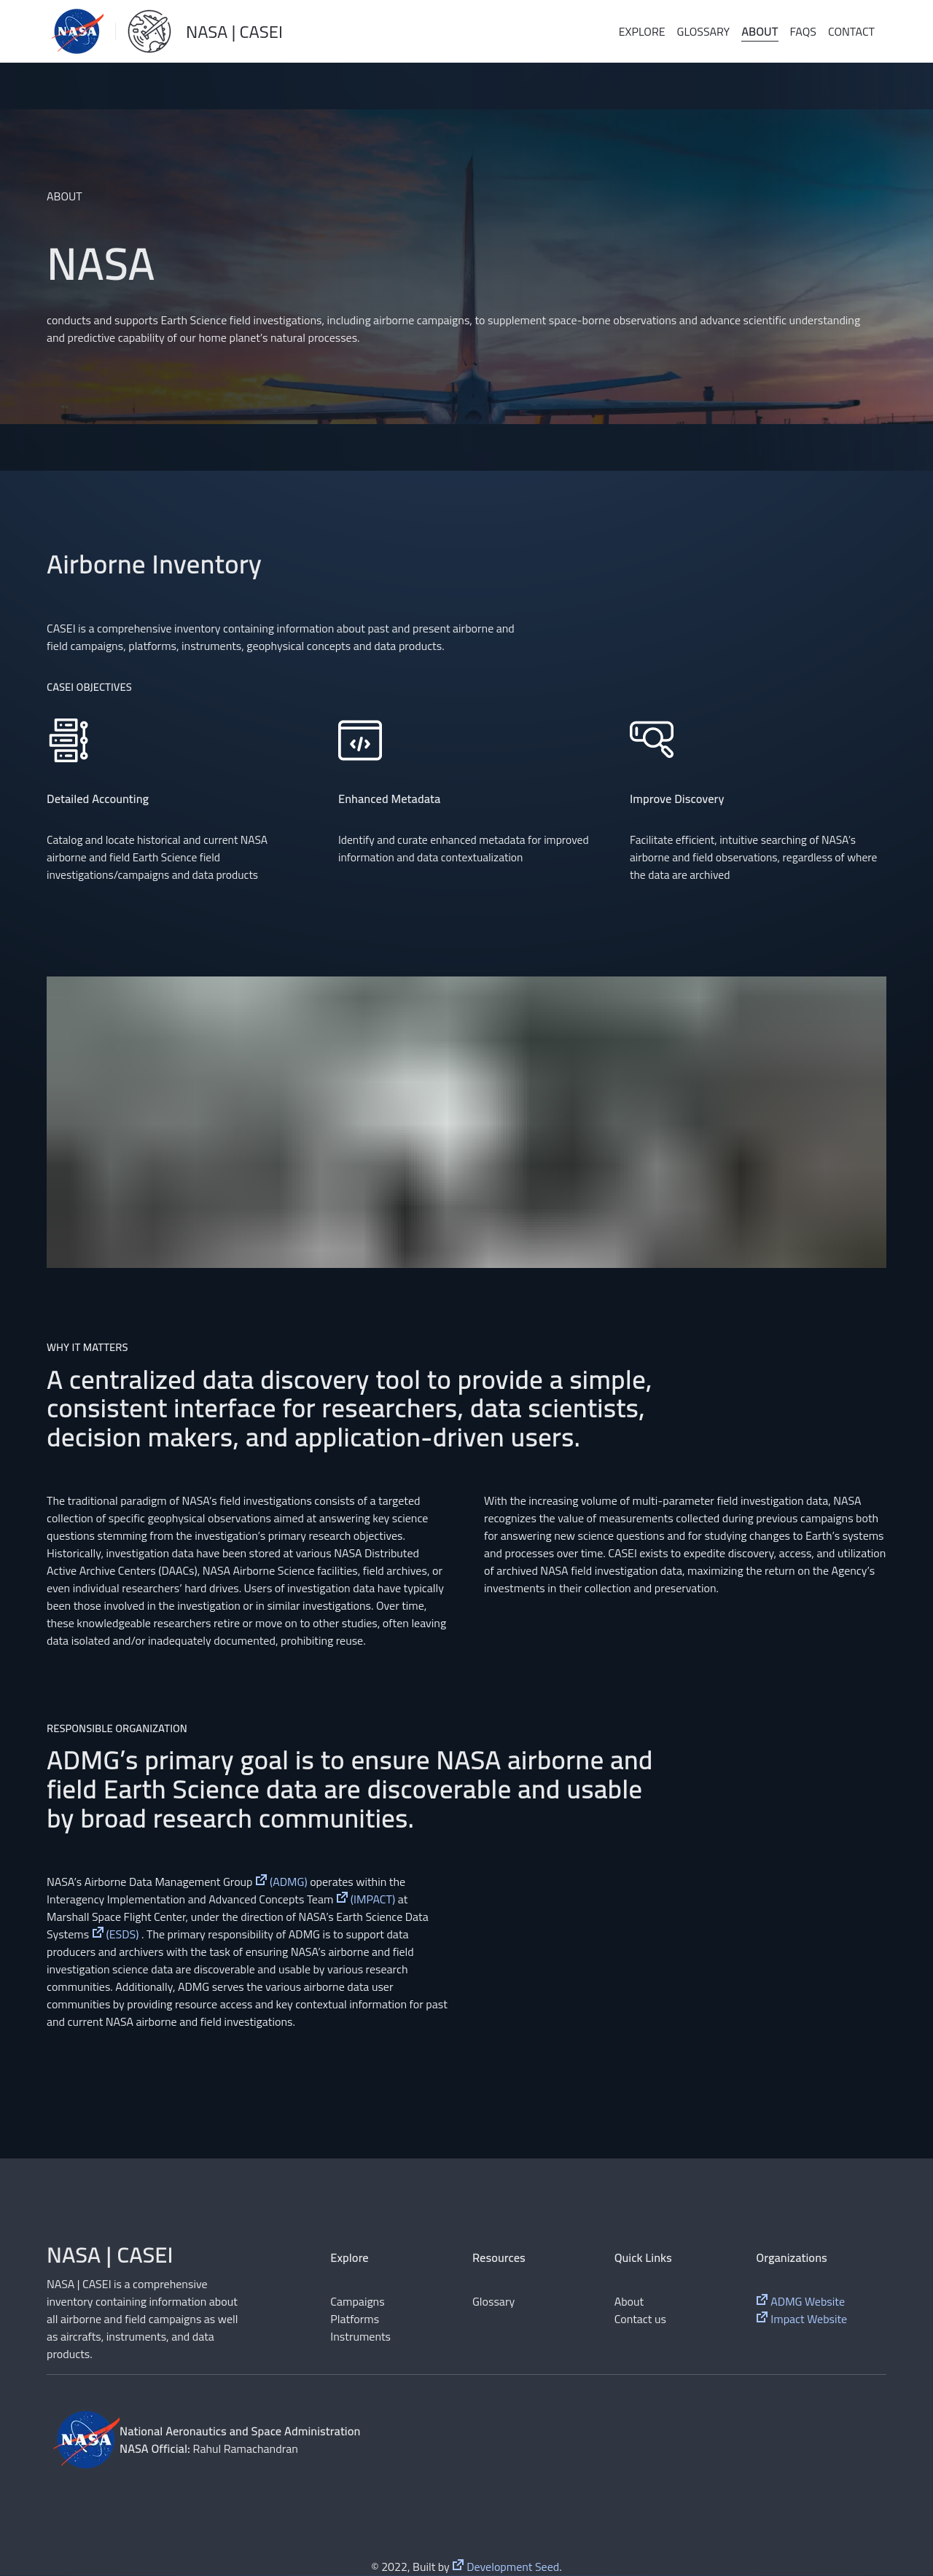 NASA
NASA | CASEI
EXPLORE GLOSSARY ABOUT FAQS CONTACT
ABOUT
NASA
conducts and supports Earth Science field investigations, including airborne campaigns, to supplement space-borne observations and advance scientific understanding
and predictive capability of our home planet's natural processes.
Airborne Inventory
CASEI is a comprehensive inventory containing information about past and present airborne and
field campaigns, platforms, instruments, geophysical concepts and data products.
CASEI OBJECTIVES
Detailed Accounting
Catalog and locate historical and current NASA
airborne and field Earth Science field
investigations/campaigns and data products
Enhanced Metadata
Identify and curate enhanced metadata for improved
information and data contextualization
Improve Discovery
Facilitate efficient, intuitive searching of NASA's
airborne and field observations, regardless of where
the data are archived
WHY IT MATTERS
A centralized data discovery tool to provide a simple,
consistent interface for researchers, data scientists,
decision makers, and application-driven users.
The traditional paradigm of NASA's field investigations consists of a targeted
collection of specific geophysical observations aimed at answering key science
questions stemming from the investigation's primary research objectives.
Historically, investigation data have been stored at various NASA Distributed
Active Archive Centers (DAACs), NASA Airborne Science facilities, field archives, or
even individual researchers' hard drives. Users of investigation data have typically
been those involved in the investigation or in similar investigations. Over time,
these knowledgeable researchers retire or move on to other studies, often leaving
data isolated and/or inadequately documented, prohibiting reuse.
With the increasing volume of multi-parameter field investigation data, NASA
recognizes the value of measurements collected during previous campaigns both
for answering new science questions and for studying changes to Earth's systems
and processes over time. CASEI exists to expedite discovery, access, and utilization
of archived NASA field investigation data, maximizing the return on the Agency's
investments in their collection and preservation.
RESPONSIBLE ORGANIZATION
ADMG's primary goal is to ensure NASA airborne and
field Earth Science data are discoverable and usable
by broad research communities.
NASA's Airborne Data Management Group (ADMG) operates within the
Interagency Implementation and Advanced Concepts Team (IMPACT) at
Marshall Space Flight Center, under the direction of NASA's Earth Science Data
Systems (ESDS) . The primary responsibility of ADMG is to support data
producers and archivers with the task of ensuring NASA's airborne and field
investigation science data are discoverable and usable by various research
communities. Additionally, ADMG serves the various airborne data user
communities by providing resource access and key contextual information for past
and current NASA airborne and field investigations.
NASA | CASEI
NASA | CASEI is a comprehensive
inventory containing information about
all airborne and field campaigns as well
as aircrafts, instruments, and data
products.
Explore
Campaigns
Platforms
Instruments
Resources
Glossary
Quick Links
About
Contact us
Organizations
ADMG Website
Impact Website
NASA
National Aeronautics and Space Administration
NASA Official: Rahul Ramachandran
© 2022, Built by Development Seed.